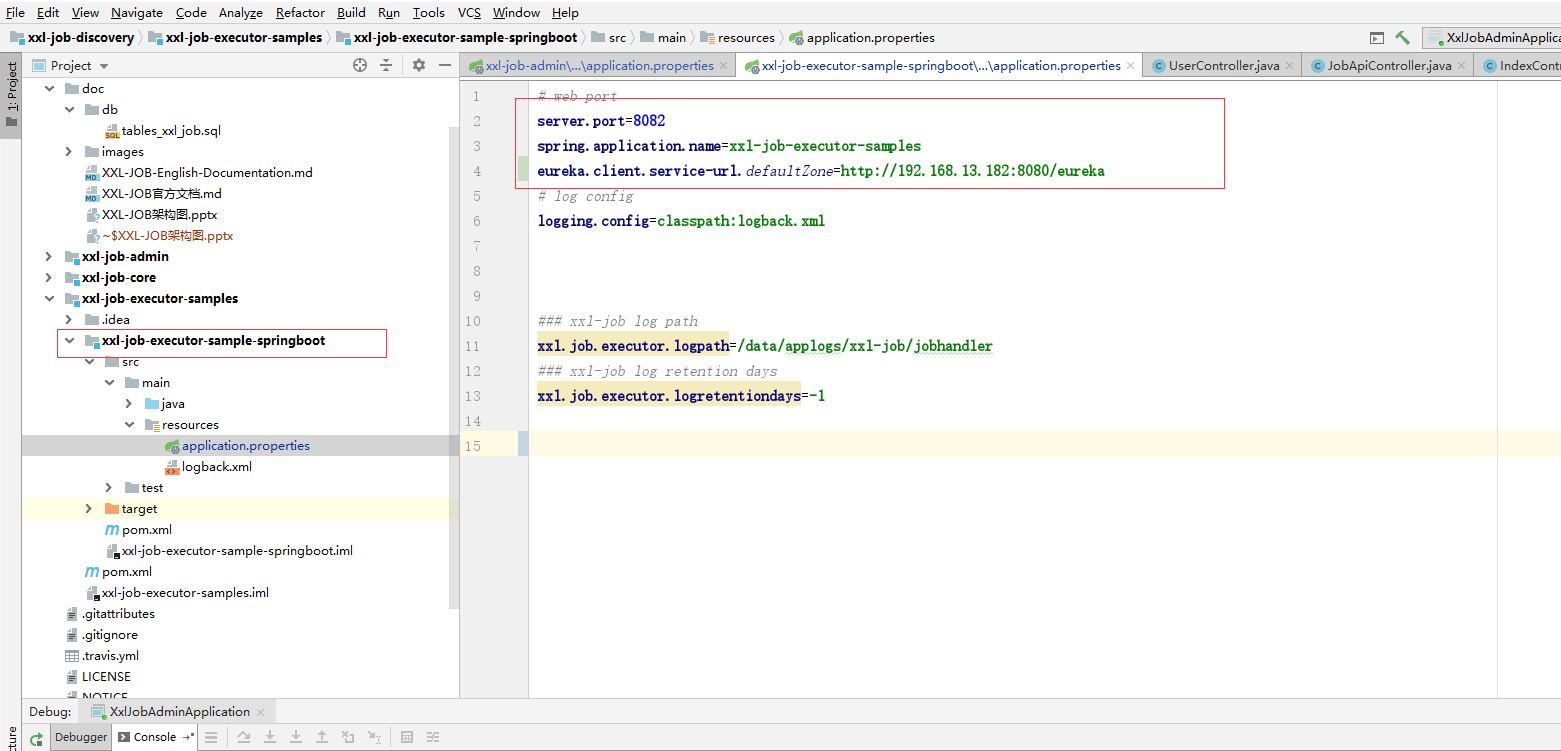 File Edit View Navigate Code Analyze Refactor Build Run Tools VCS Window Help
xxl-job-discovery xxl-job-executor-samples xxl-job-executor-sample-springboot src main resources application.properties XxlJobAdminApplica
Project
xxl-job-admin\...\application.properties xxl-job-executor-sample-springboot\...\application.properties UserController.java JobApiController.java IndexContr
1: Project
doc
db
tables_xxl_job.sql
images
XXL-JOB-English-Documentation.md
XXL-JOB官方文档.md
XXL-JOB架构图.pptx
~$XXL-JOB架构图.pptx
xxl-job-admin
xxl-job-core
xxl-job-executor-samples
.idea
xxl-job-executor-sample-springboot
src
main
java
resources
application.properties
logback.xml
test
target
pom.xml
xxl-job-executor-sample-springboot.iml
pom.xml
xxl-job-executor-samples.iml
.gitattributes
.gitignore
.travis.yml
LICENSE
NOTICE
1 # web port
2 server.port=8082
3 spring.application.name=xxl-job-executor-samples
4 eureka.client.service-url.defaultZone=http://192.168.13.182:8080/eureka
5 # log config
6 logging.config=classpath:logback.xml
7
8
9
10 ### xxl-job log path
11 xxl.job.executor.logpath=/data/applogs/xxl-job/jobhandler
12 ### xxl-job log retention days
13 xxl.job.executor.logretentiondays=-1
14
15
Debug: XxlJobAdminApplication
Debugger Console
cture